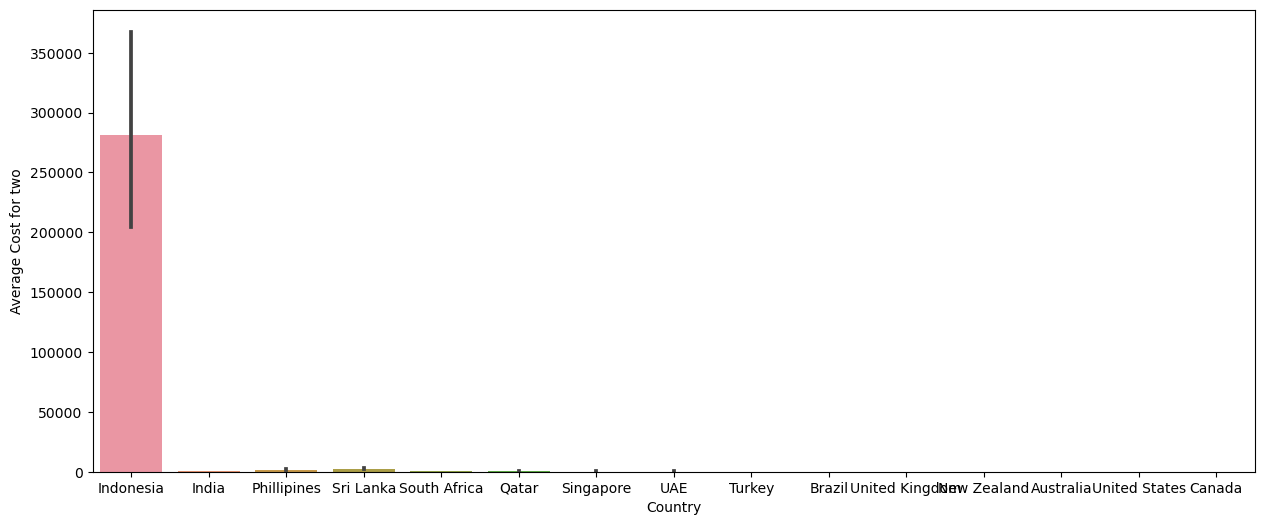 Average Cost for two
350000
300000
250000
200000
150000
100000
50000
0
Indonesia India Phillipines Sri Lanka South Africa Qatar Singapore UAE Turkey Brazil United Kingdom New Zealand Australia United States Canada
Country